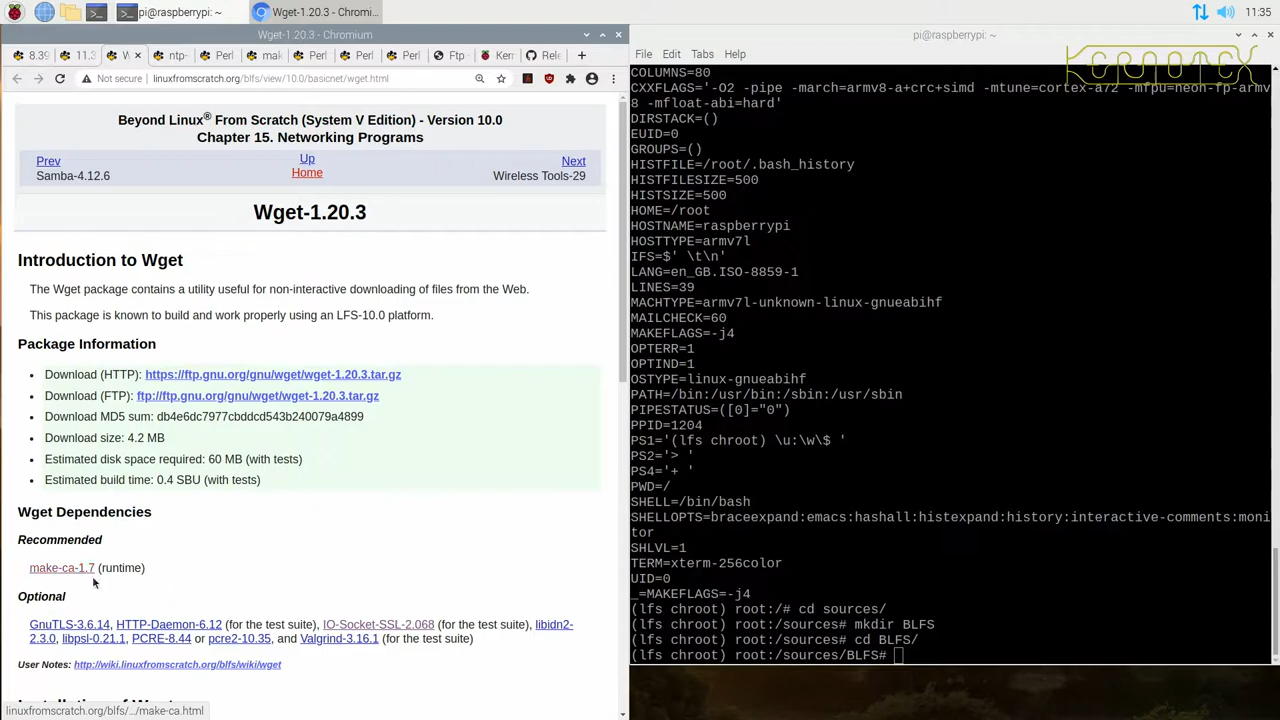 pi@raspberrypi: ~
Wget-1.20.3 - Chromi...
11:35
Wget-1.20.3 - Chromium
8.39
11.3
W
ntp-
Perl
mak
Perl
Perl
Perl
Ftp -
Kerr
Rele
Not secure
linuxfromscratch.org/blfs/view/10.0/basicnet/wget.html
Beyond Linux® From Scratch (System V Edition) - Version 10.0
Chapter 15. Networking Programs
Prev
Up
Next
Samba-4.12.6
Home
Wireless Tools-29
Wget-1.20.3
Introduction to Wget
The Wget package contains a utility useful for non-interactive downloading of files from the Web.
This package is known to build and work properly using an LFS-10.0 platform.
Package Information
Download (HTTP): https://ftp.gnu.org/gnu/wget/wget-1.20.3.tar.gz
Download (FTP): ftp://ftp.gnu.org/gnu/wget/wget-1.20.3.tar.gz
Download MD5 sum: db4e6dc7977cbddcd543b240079a4899
Download size: 4.2 MB
Estimated disk space required: 60 MB (with tests)
Estimated build time: 0.4 SBU (with tests)
Wget Dependencies
Recommended
make-ca-1.7 (runtime)
Optional
GnuTLS-3.6.14, HTTP-Daemon-6.12 (for the test suite), IO-Socket-SSL-2.068 (for the test suite), libidn2-
2.3.0, libpsl-0.21.1, PCRE-8.44 or pcre2-10.35, and Valgrind-3.16.1 (for the test suite)
User Notes: http://wiki.linuxfromscratch.org/blfs/wiki/wget
linuxfromscratch.org/blfs/.../make-ca.html
pi@raspberrypi: ~
File Edit Tabs Help
KERNOTEX
COLUMNS=80
CXXFLAGS='-O2 -pipe -march=armv8-a+crc+simd -mtune=cortex-a72 -mfpu=neon-fp-armv
8 -mfloat-abi=hard'
DIRSTACK=()
EUID=0
GROUPS=()
HISTFILE=/root/.bash_history
HISTFILESIZE=500
HISTSIZE=500
HOME=/root
HOSTNAME=raspberrypi
HOSTTYPE=armv7l
IFS=$' \t\n'
LANG=en_GB.ISO-8859-1
LINES=39
MACHTYPE=armv7l-unknown-linux-gnueabihf
MAILCHECK=60
MAKEFLAGS=-j4
OPTERR=1
OPTIND=1
OSTYPE=linux-gnueabihf
PATH=/bin:/usr/bin:/sbin:/usr/sbin
PIPESTATUS=([0]="0")
PPID=1204
PS1='(lfs chroot) \u:\w\$ '
PS2='> '
PS4='+ '
PWD=/
SHELL=/bin/bash
SHELLOPTS=braceexpand:emacs:hashall:histexpand:history:interactive-comments:moni
tor
SHLVL=1
TERM=xterm-256color
UID=0
_=MAKEFLAGS=-j4
(lfs chroot) root:/# cd sources/
(lfs chroot) root:/sources# mkdir BLFS
(lfs chroot) root:/sources# cd BLFS/
(lfs chroot) root:/sources/BLFS#